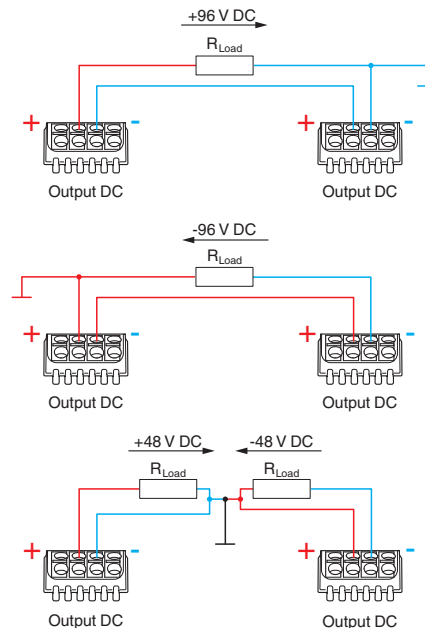 +96 V DC
RLoad
+ - + -
Output DC Output DC
-96 V DC
RLoad
+ - + -
Output DC Output DC
+48 V DC -48 V DC
RLoad RLoad
+ - + -
Output DC Output DC